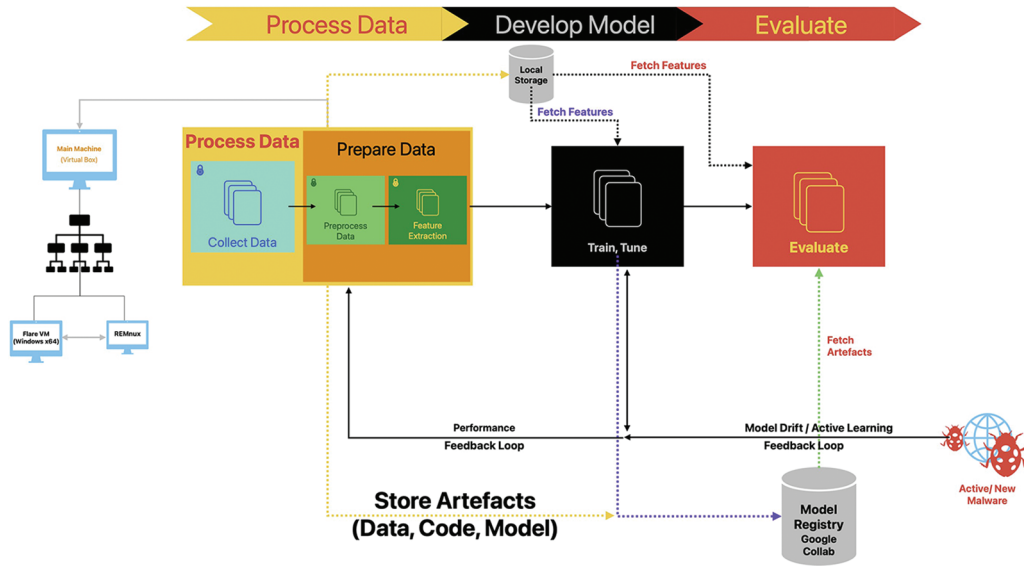 Process Data
Develop Model
Evaluate
Local
Storage
Fetch Features
Fetch Features
Main Machine
(Virtual Box)
Process Data
Prepare Data
Collect Data
Preprocess
Data
Feature
Extraction
Train, Tune
Evaluate
Flare VM
(Windows x64)
REMnux
Fetch
Artefacts
Performance
Feedback Loop
Model Drift / Active Learning
Feedback Loop
Active/ New
Malware
Store Artefacts
(Data, Code, Model)
Model
Registry
Google
Collab